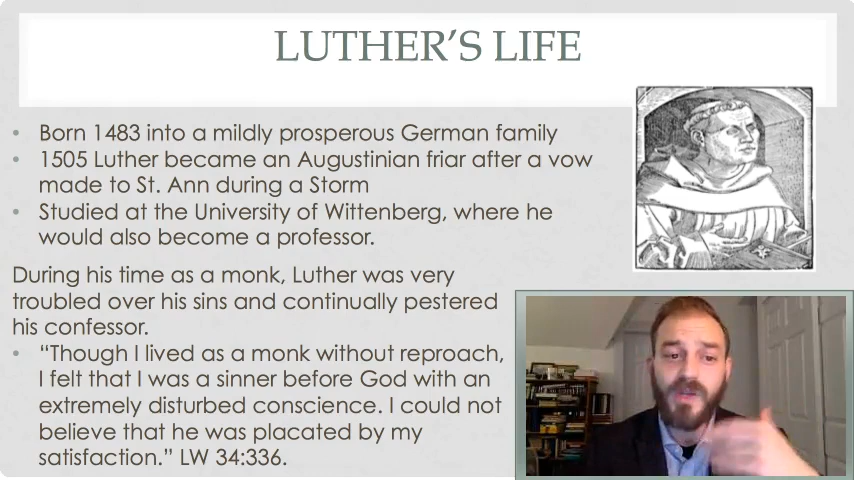 LUTHER'S LIFE
• Born 1483 into a mildly prosperous German family
• 1505 Luther became an Augustinian friar after a vow
made to St. Ann during a Storm
• Studied at the University of Wittenberg, where he
would also become a professor.
During his time as a monk, Luther was very
troubled over his sins and continually pestered
his confessor.
• “Though I lived as a monk without reproach,
I felt that I was a sinner before God with an
extremely disturbed conscience. I could not
believe that he was placated by my
satisfaction.” LW 34:336.